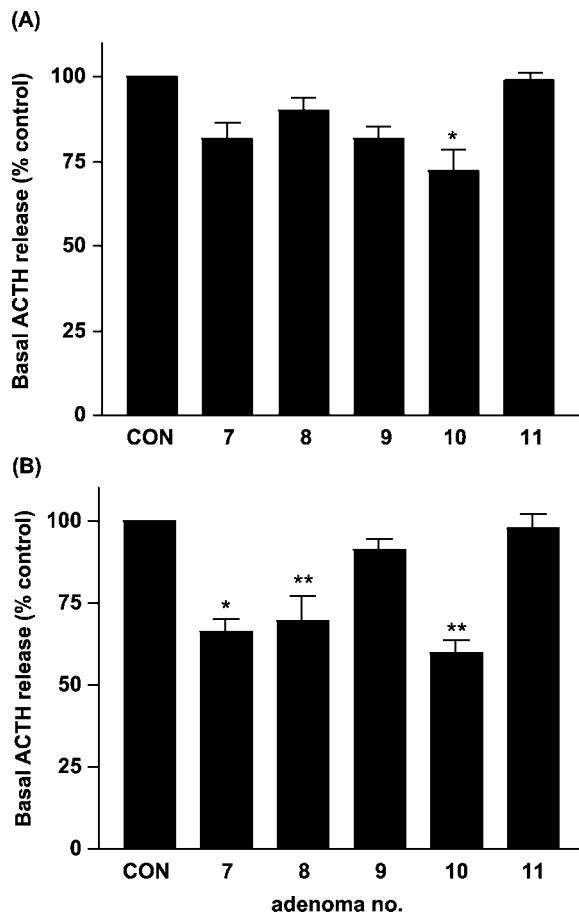 (A)
Basal ACTH release (% control)
100
75
50
25
0
*
CON 7 8 9 10 11
(B)
Basal ACTH release (% control)
100
75
50
25
0
* ** **
CON 7 8 9 10 11
adenoma no.